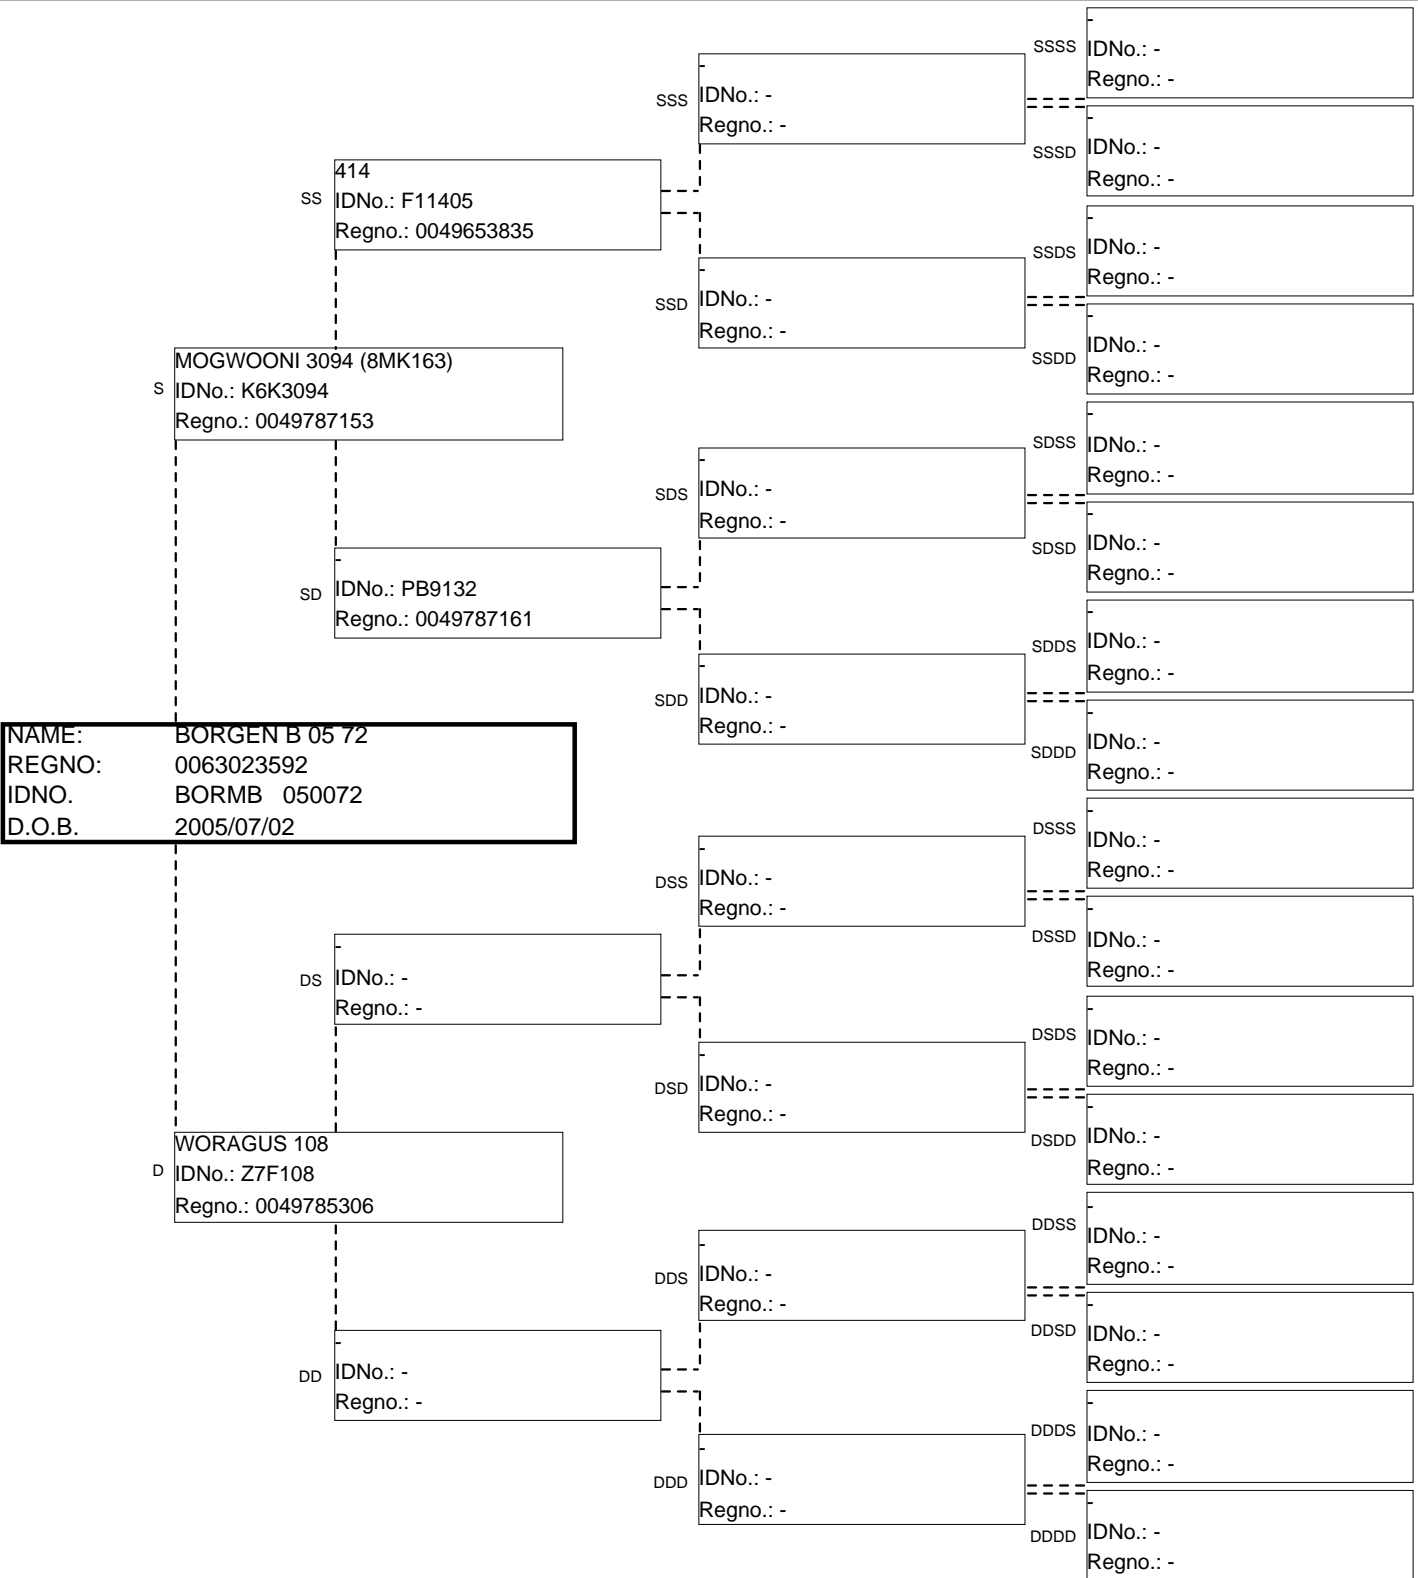 SSSS
-
IDNo.: -
Regno.: -
SSS
-
IDNo.: -
Regno.: -
SSSD
-
IDNo.: -
Regno.: -
SS
414
IDNo.: F11405
Regno.: 0049653835
SSDS
-
IDNo.: -
Regno.: -
SSD
-
IDNo.: -
Regno.: -
SSDD
-
IDNo.: -
Regno.: -
S
MOGWOONI 3094 (8MK163)
IDNo.: K6K3094
Regno.: 0049787153
SDSS
-
IDNo.: -
Regno.: -
SDS
-
IDNo.: -
Regno.: -
SDSD
-
IDNo.: -
Regno.: -
SD
-
IDNo.: PB9132
Regno.: 0049787161
SDDS
-
IDNo.: -
Regno.: -
SDD
-
IDNo.: -
Regno.: -
SDDD
-
IDNo.: -
Regno.: -
NAME: BORGEN B 05 72
REGNO: 0063023592
IDNO. BORMB 050072
D.O.B. 2005/07/02
DSSS
-
IDNo.: -
Regno.: -
DSS
-
IDNo.: -
Regno.: -
DSSD
-
IDNo.: -
Regno.: -
DS
-
IDNo.: -
Regno.: -
DSDS
-
IDNo.: -
Regno.: -
DSD
-
IDNo.: -
Regno.: -
DSDD
-
IDNo.: -
Regno.: -
D
WORAGUS 108
IDNo.: Z7F108
Regno.: 0049785306
DDSS
-
IDNo.: -
Regno.: -
DDS
-
IDNo.: -
Regno.: -
DDSD
-
IDNo.: -
Regno.: -
DD
-
IDNo.: -
Regno.: -
DDDS
-
IDNo.: -
Regno.: -
DDD
-
IDNo.: -
Regno.: -
DDDD
-
IDNo.: -
Regno.: -